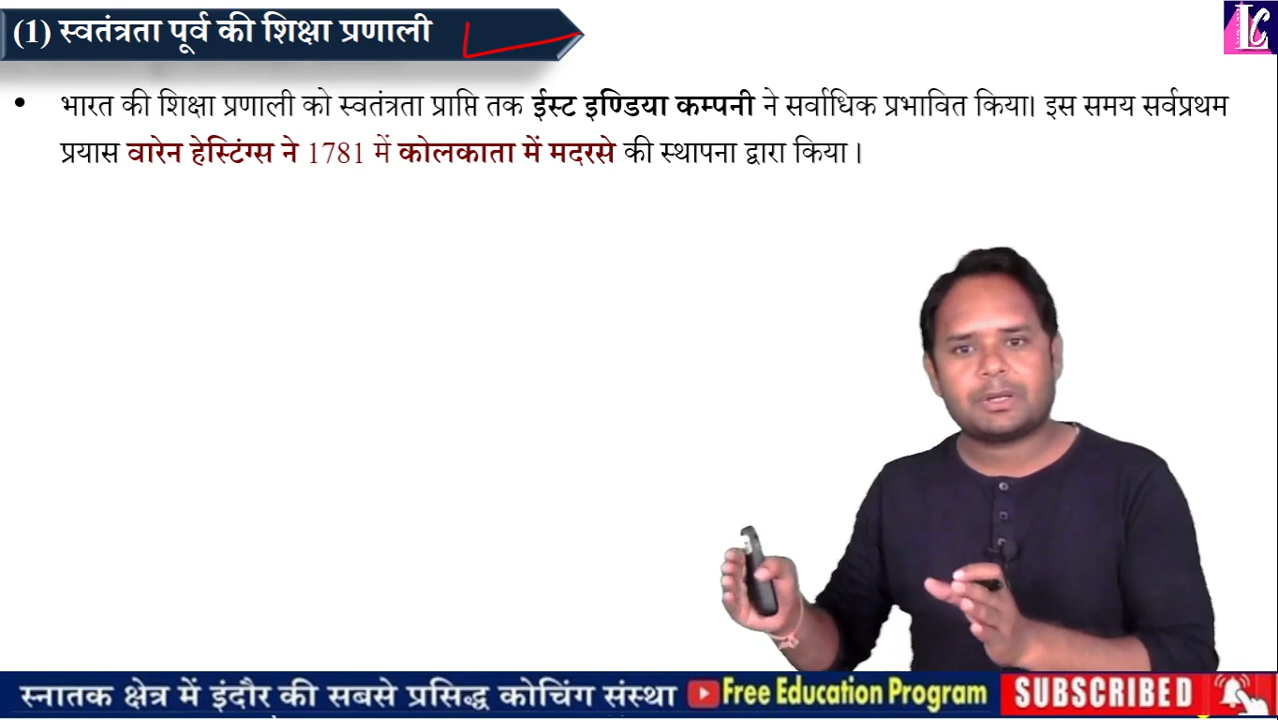 (1) स्वतंत्रता पूर्व की शिक्षा प्रणाली
LC
• भारत की शिक्षा प्रणाली को स्वतंत्रता प्राप्ति तक ईस्ट इण्डिया कम्पनी ने सर्वाधिक प्रभावित किया। इस समय सर्वप्रथम
प्रयास वारेन हेस्टिंग्स ने 1781 में कोलकाता में मदरसे की स्थापना द्वारा किया।
स्नातक क्षेत्र में इंदौर की सबसे प्रसिद्ध कोचिंग संस्था Free Education Program SUBSCRIBED